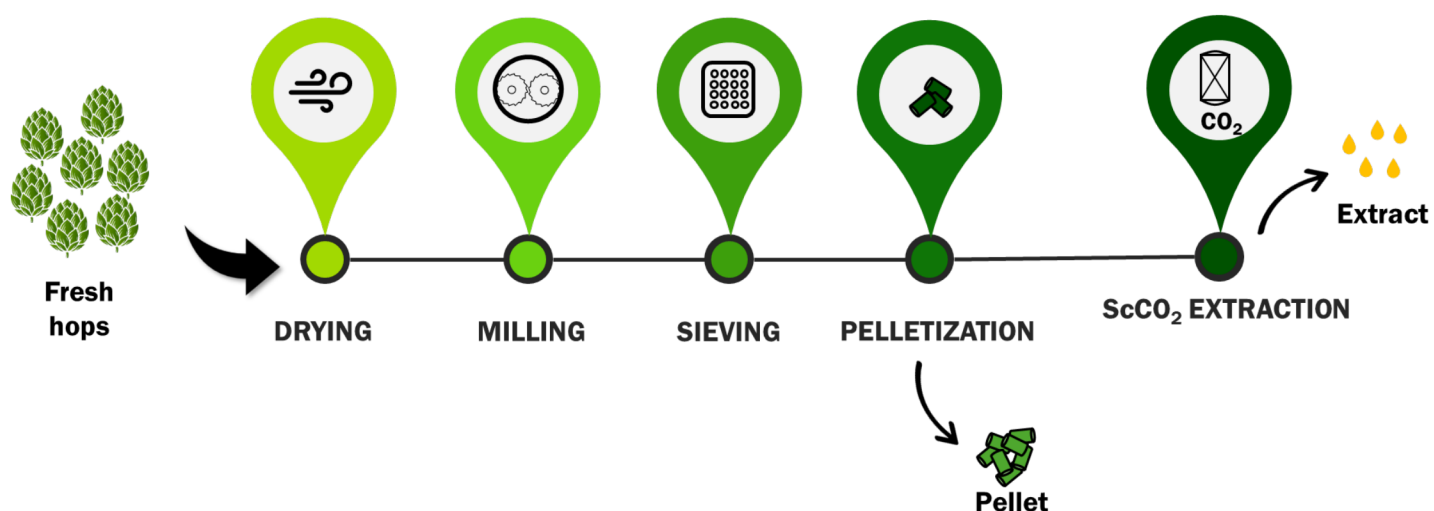 CO₂
Fresh
hops
Extract
DRYING
MILLING
SIEVING
PELLETIZATION
ScCO₂ EXTRACTION
Pellet